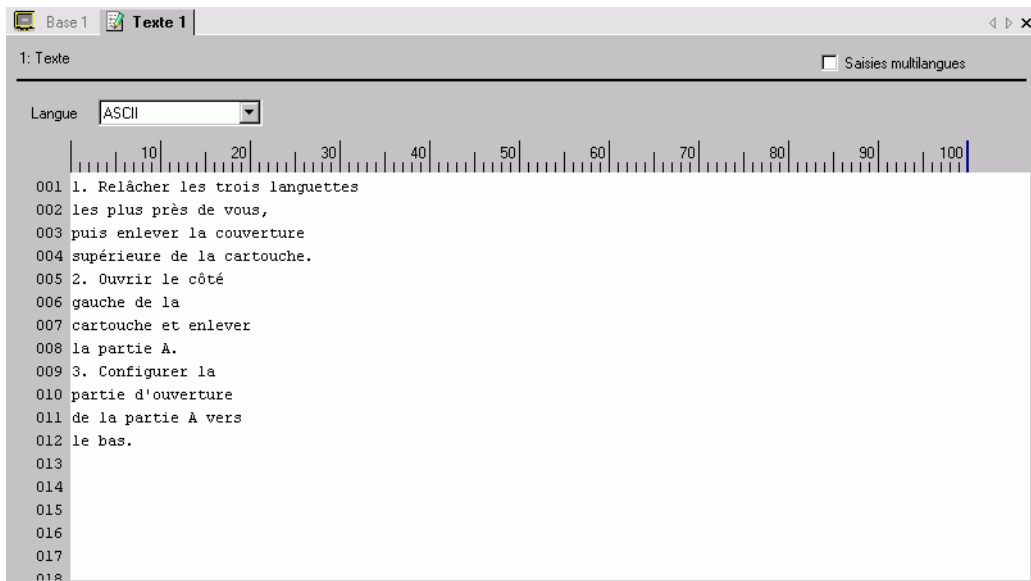 Base 1 Texte 1
1: Texte
Saisies multilangues
Langue ASCII
10 20 30 40 50 60 70 80 90 100
001 1. Relâcher les trois languettes
002 les plus près de vous,
003 puis enlever la couverture
004 supérieure de la cartouche.
005 2. Ouvrir le côté
006 gauche de la
007 cartouche et enlever
008 la partie A.
009 3. Configurer la
010 partie d'ouverture
011 de la partie A vers
012 le bas.
013
014
015
016
017
018